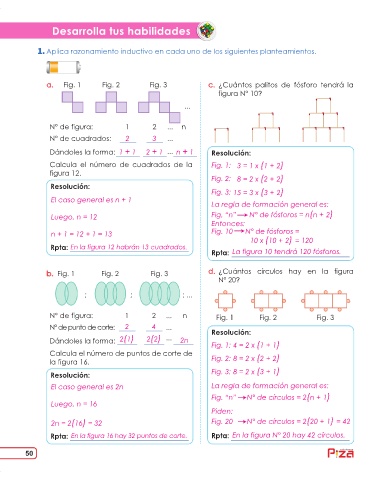 Desarrolla tus habilidades
1. Aplica razonamiento inductivo en cada uno de los siguientes planteamientos.
a. Fig. 1 Fig. 2 Fig. 3
...
N° de figura: 1 2 ... n
N° de cuadrados: 2 3 ...
Dándoles la forma: 1 + 1 2 + 1 ... n + 1
Calcula el número de cuadrados de la
figura 12.
Resolución:
El caso general es n + 1
Luego, n = 12
n + 1 = 12 + 1 = 13
Rpta: En la figura 12 habrán 13 cuadrados.
b. Fig. 1 Fig. 2 Fig. 3
; ; ; ...
N° de figura: 1 2 ... n
N° de punto de corte: 2 4 ...
Dándoles la forma: 2(1) 2(2) ... 2n
Calcula el número de puntos de corte de
la figura 16.
Resolución:
El caso general es 2n
Luego, n = 16
2n = 2(16) = 32
Rpta: En la figura 16 hay 32 puntos de corte.
c. ¿Cuántos palitos de fósforo tendrá la
figura N° 10?
Resolución:
Fig. 1: 3 = 1 x (1 + 2)
Fig. 2: 8 = 2 x (2 + 2)
Fig. 3: 15 = 3 x (3 + 2)
La regla de formación general es:
Fig. "n" → N° de fósforos = n(n + 2)
Entonces:
Fig. 10 → N° de fósforos =
10 x (10 + 2) = 120
Rpta: La figura 10 tendrá 120 fósforos.
d. ¿Cuántos círculos hay en la figura
N° 20?
Fig. 1 Fig. 2 Fig. 3
Resolución:
Fig. 1: 4 = 2 x (1 + 1)
Fig. 2: 8 = 2 x (2 + 2)
Fig. 3: 8 = 2 x (3 + 1)
La regla de formación general es:
Fig. "n" → N° de círculos = 2(n + 1)
Piden:
Fig. 20 → N° de círculos = 2(20 + 1) = 42
Rpta: En la figura N° 20 hay 42 círculos.
50
Pizá